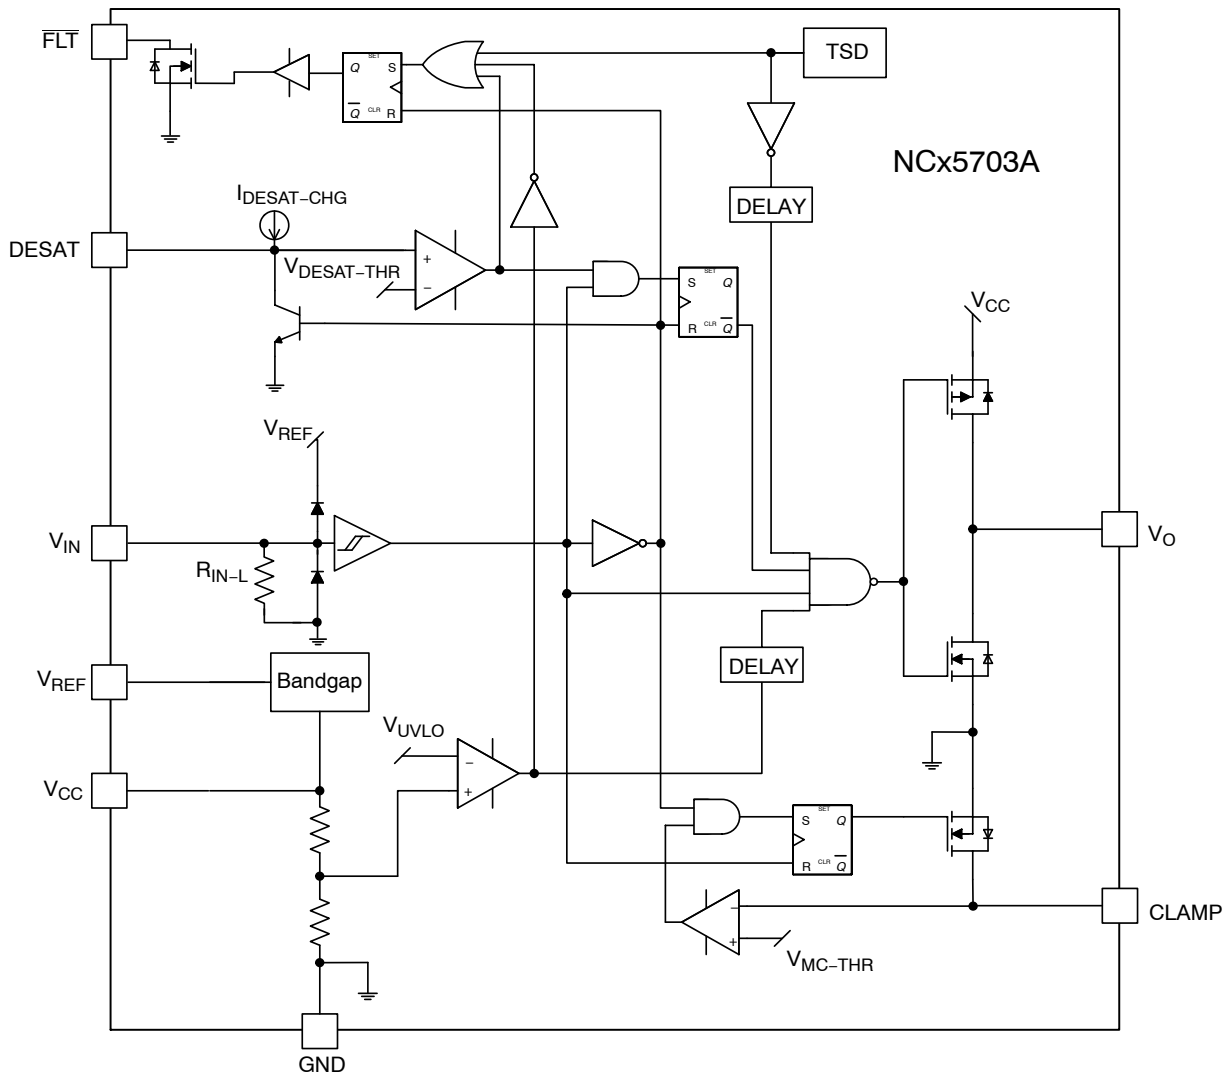 FLT
SET
Q
S
Q
CLR
R
TSD
NCx5703A
DELAY
IDESAT−CHG
DESAT
VDESAT−THR
+
−
SET
S
Q
R
CLR
Q
VCC
VREF
VIN
RIN−L
VO
VREF
Bandgap
DELAY
VUVLO
−
+
VCC
SET
S
Q
R
CLR
Q
−
+
CLAMP
VMC−THR
GND